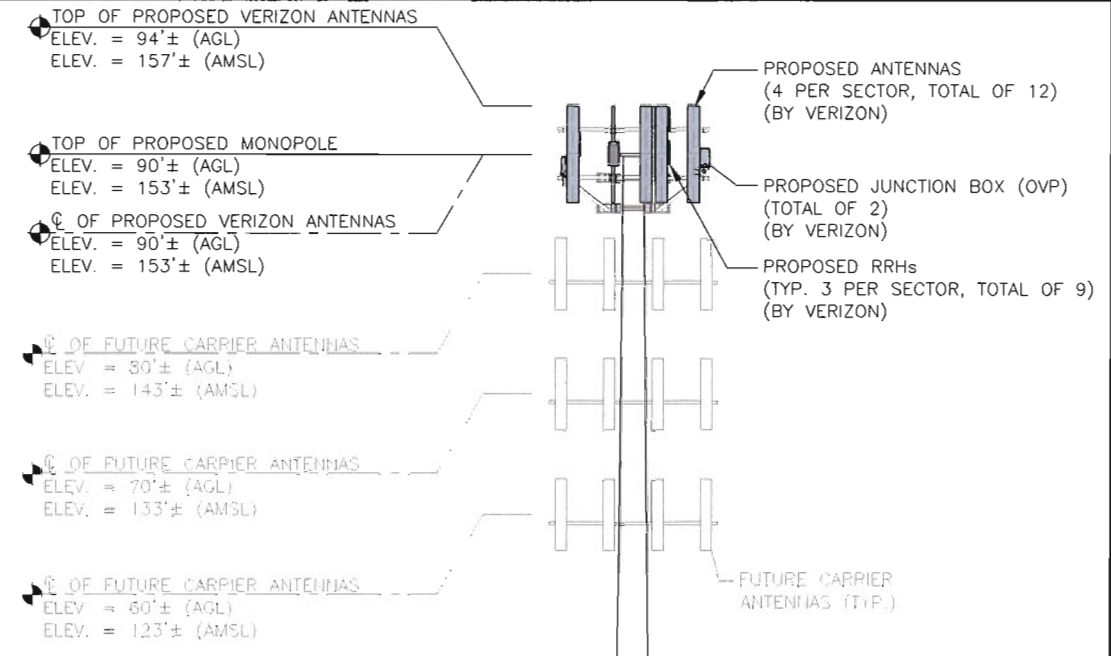 TOP OF PROPOSED VERIZON ANTENNAS
ELEV. = 94'± (AGL)
ELEV. = 157'± (AMSL)
TOP OF PROPOSED MONOPOLE
ELEV. = 90'± (AGL)
ELEV. = 153'± (AMSL)
℄ OF PROPOSED VERIZON ANTENNAS
ELEV. = 90'± (AGL)
ELEV. = 153'± (AMSL)
℄ OF FUTURE CARRIER ANTENNAS
ELEV = 80'± (AGL)
ELEV. = 143'± (AMSL)
℄ OF FUTURE CARRIER ANTENNAS
ELEV. = 70'± (AGL)
ELEV. = 133'± (AMSL)
℄ OF FUTURE CARRIER ANTENNAS
ELEV = 60'± (AGL)
ELEV. = 123'± (AMSL)
PROPOSED ANTENNAS
(4 PER SECTOR, TOTAL OF 12)
(BY VERIZON)
PROPOSED JUNCTION BOX (OVP)
(TOTAL OF 2)
(BY VERIZON)
PROPOSED RRHs
(TYP. 3 PER SECTOR, TOTAL OF 9)
(BY VERIZON)
FUTURE CARRIER
ANTENNAS (TYP.)